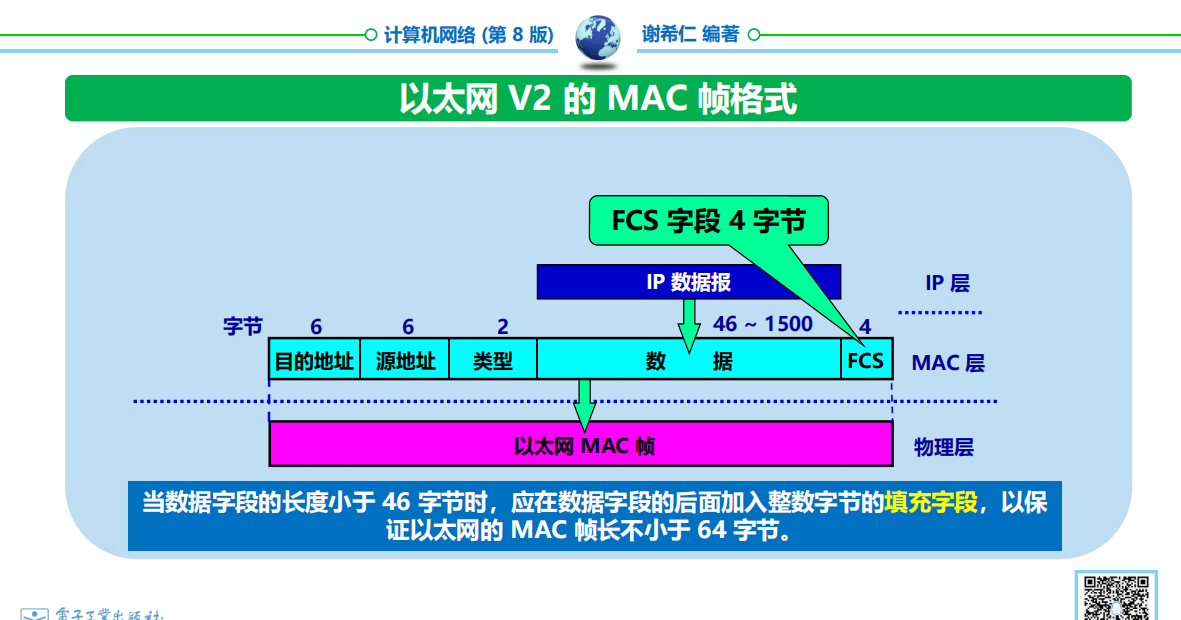 计算机网络 (第 8 版)
谢希仁 编著
以太网 V2 的 MAC 帧格式
FCS 字段 4 字节
IP 数据报
IP 层
字节 6 6 2 46 ~ 1500 4
目的地址 源地址 类型 数 据 FCS
MAC 层
以太网 MAC 帧
物理层
当数据字段的长度小于 46 字节时，应在数据字段的后面加入整数字节的填充字段，以保
证以太网的 MAC 帧长不小于 64 字节。
電子工業出版社